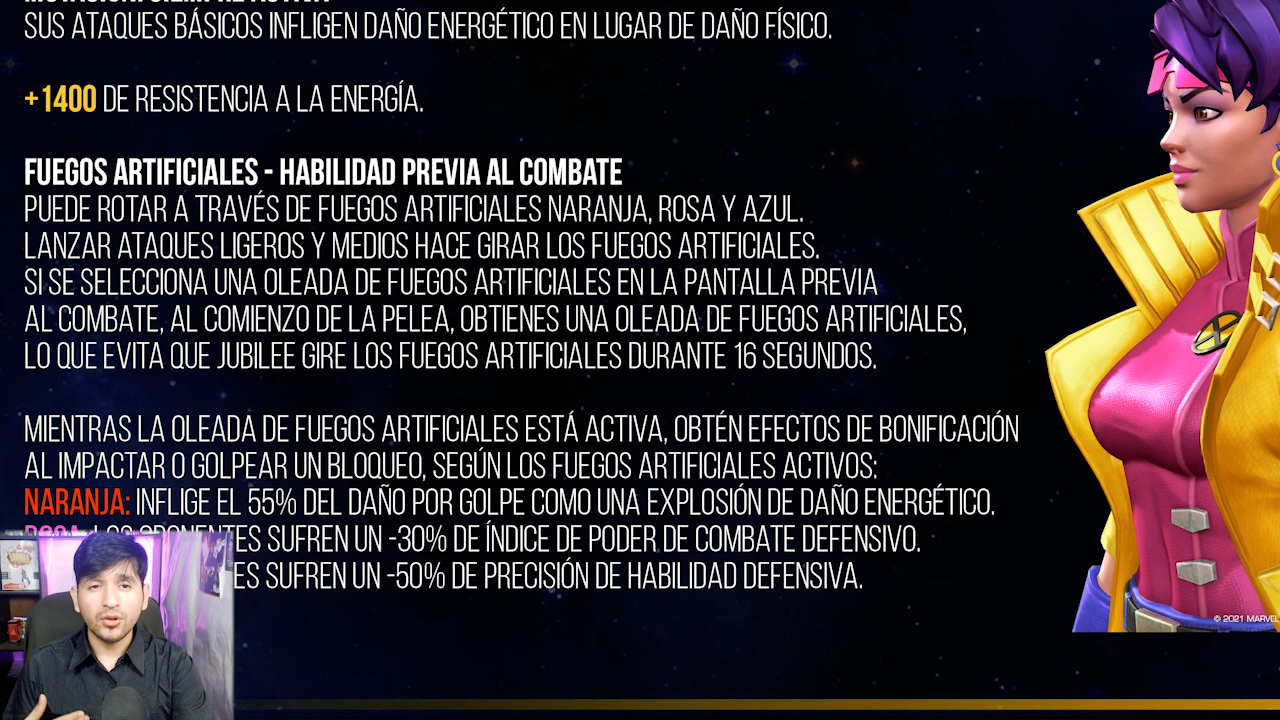 SUS ATAQUES BÁSICOS INFLIGEN DAÑO ENERGÉTICO EN LUGAR DE DAÑO FÍSICO.
+1400 DE RESISTENCIA A LA ENERGÍA.
FUEGOS ARTIFICIALES - HABILIDAD PREVIA AL COMBATE
PUEDE ROTAR A TRAVÉS DE FUEGOS ARTIFICIALES NARANJA, ROSA Y AZUL.
LANZAR ATAQUES LIGEROS Y MEDIOS HACE GIRAR LOS FUEGOS ARTIFICIALES.
SI SE SELECCIONA UNA OLEADA DE FUEGOS ARTIFICIALES EN LA PANTALLA PREVIA
AL COMBATE, AL COMIENZO DE LA PELEA, OBTIENES UNA OLEADA DE FUEGOS ARTIFICIALES,
LO QUE EVITA QUE JUBILEE GIRE LOS FUEGOS ARTIFICIALES DURANTE 16 SEGUNDOS.
MIENTRAS LA OLEADA DE FUEGOS ARTIFICIALES ESTÁ ACTIVA, OBTÉN EFECTOS DE BONIFICACIÓN
AL IMPACTAR O GOLPEAR UN BLOQUEO, SEGÚN LOS FUEGOS ARTIFICIALES ACTIVOS:
NARANJA: INFLIGE EL 55% DEL DAÑO POR GOLPE COMO UNA EXPLOSIÓN DE DAÑO ENERGÉTICO.
ES SUFREN UN -30% DE ÍNDICE DE PODER DE COMBATE DEFENSIVO.
ES SUFREN UN -50% DE PRECISIÓN DE HABILIDAD DEFENSIVA.
© 2021 MARVEL